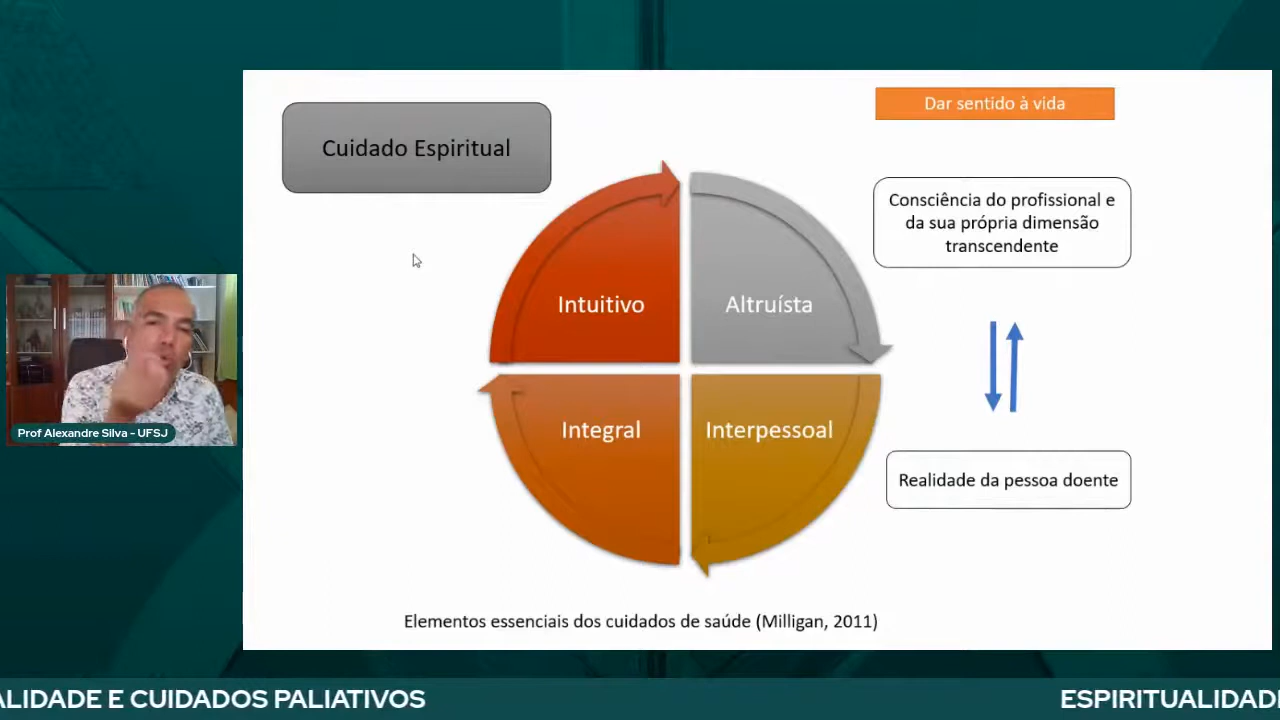 Dar sentido à vida
Cuidado Espiritual
Consciência do profissional e
da sua própria dimensão
transcendente
Intuitivo
Altruísta
Integral
Interpessoal
Realidade da pessoa doente
Prof Alexandre Silva - UFSJ
Elementos essenciais dos cuidados de saúde (Milligan, 2011)
ALIDADE E CUIDADOS PALIATIVOS
ESPIRITUALIDADE